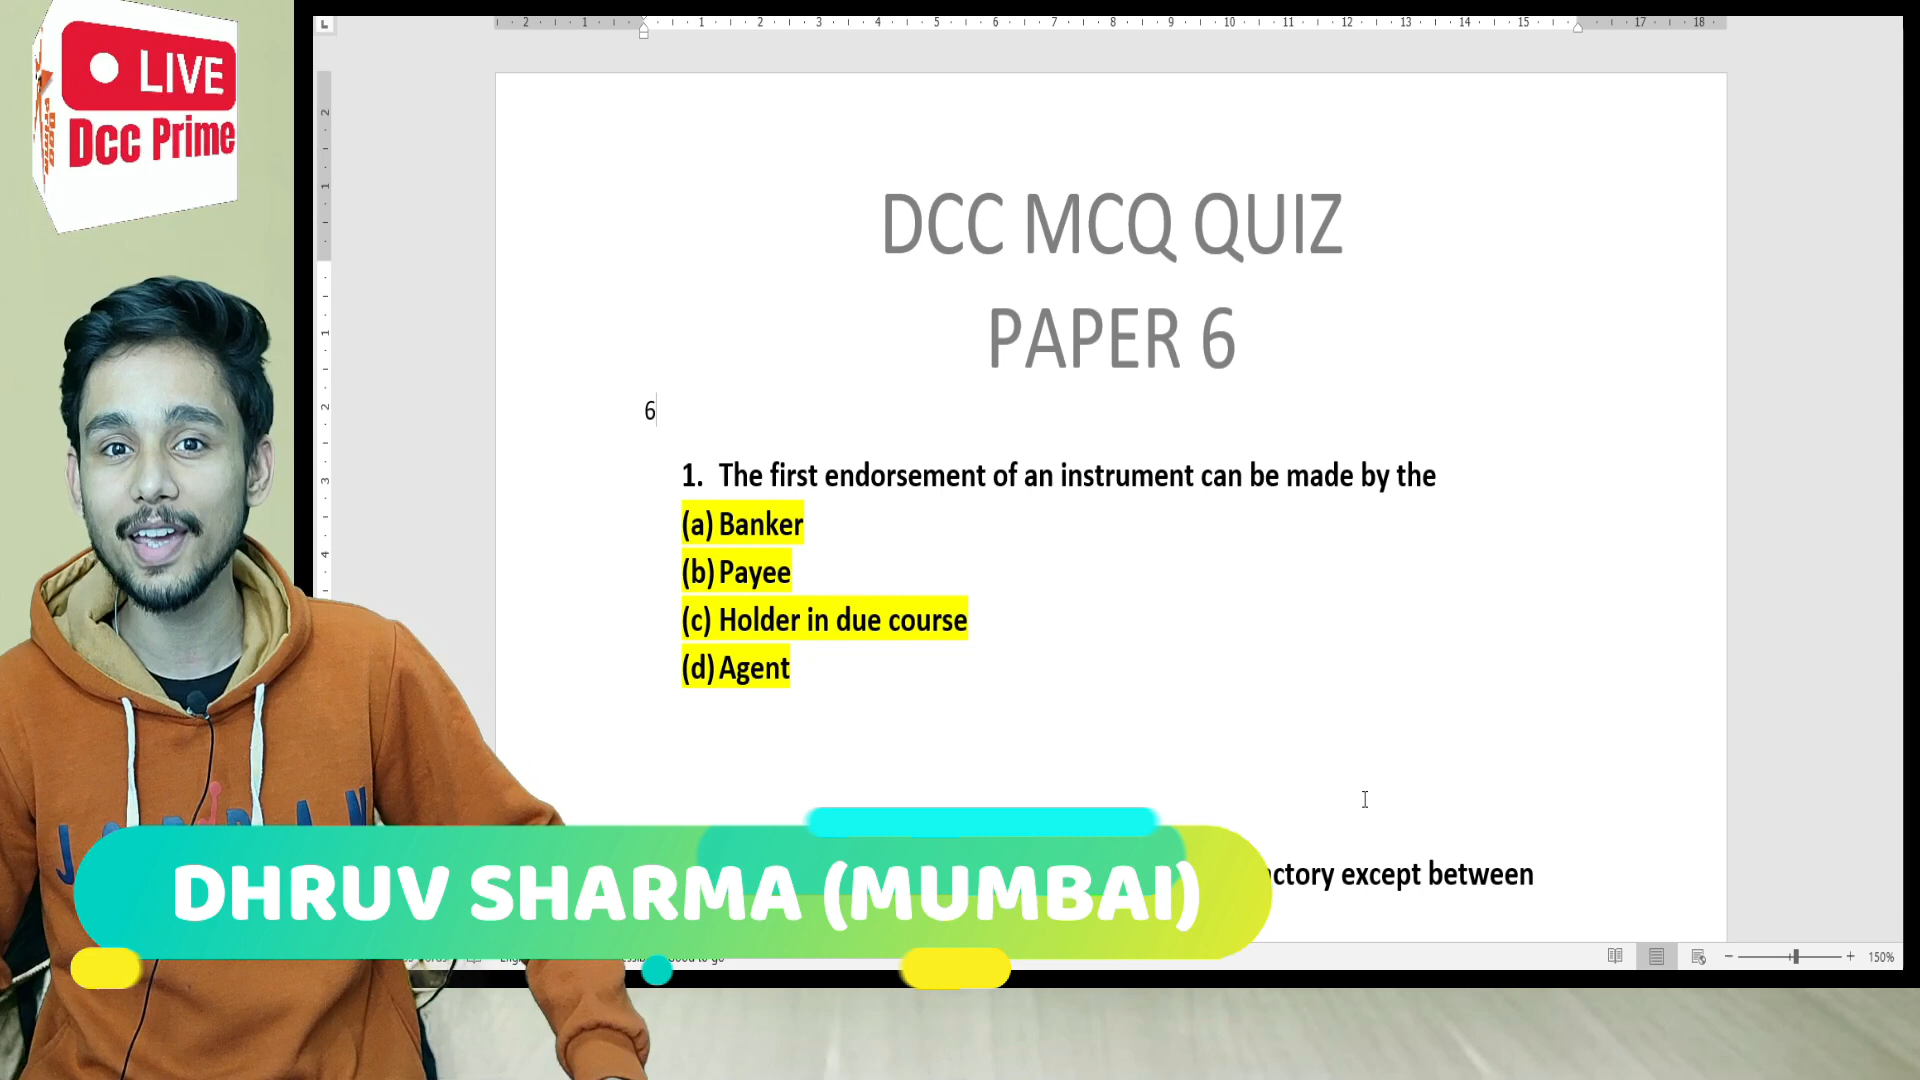 LIVE
Dcc Prime
DCC MCQ QUIZ
PAPER 6
6
1. The first endorsement of an instrument can be made by the
(a) Banker
(b) Payee
(c) Holder in due course
(d) Agent
except between
DHRUV SHARMA (MUMBAI)
150%